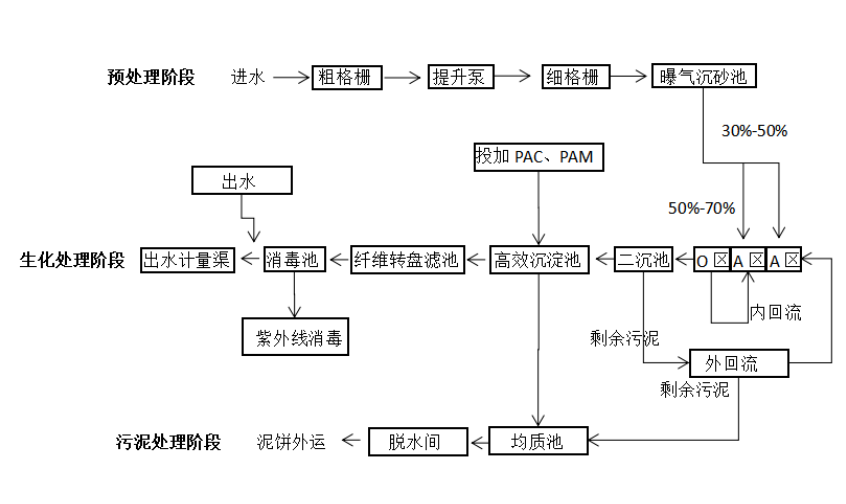 预处理阶段 进水 粗格栅 提升泵 细格栅 曝气沉砂池
30%-50%
投加 PAC、PAM
出水
50%-70%
生化处理阶段 出水计量渠 消毒池 纤维转盘滤池 高效沉淀池 二沉池 O 区 A 区 A 区
内回流
紫外线消毒 剩余污泥
外回流
剩余污泥
污泥处理阶段 泥饼外运 脱水间 均质池